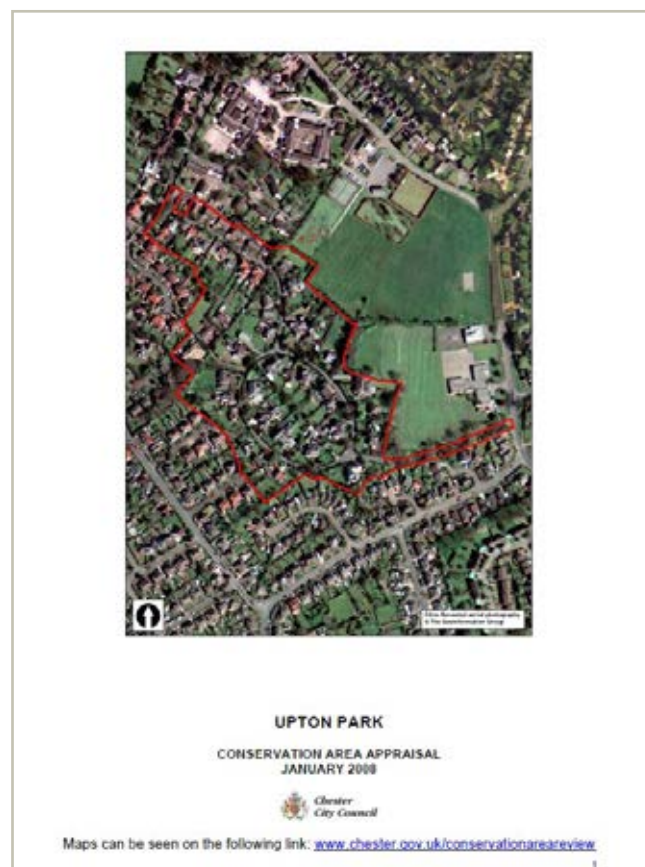 UPTON PARK
CONSERVATION AREA APPRAISAL
JANUARY 2008
Chester
City Council
Maps can be seen on the following link: www.chester.gov.uk/conservationareareview
1